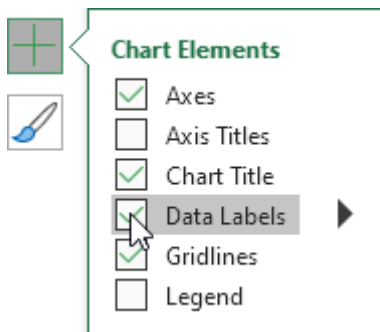 Chart Elements
Axes
Axis Titles
Chart Title
Data Labels
Gridlines
Legend